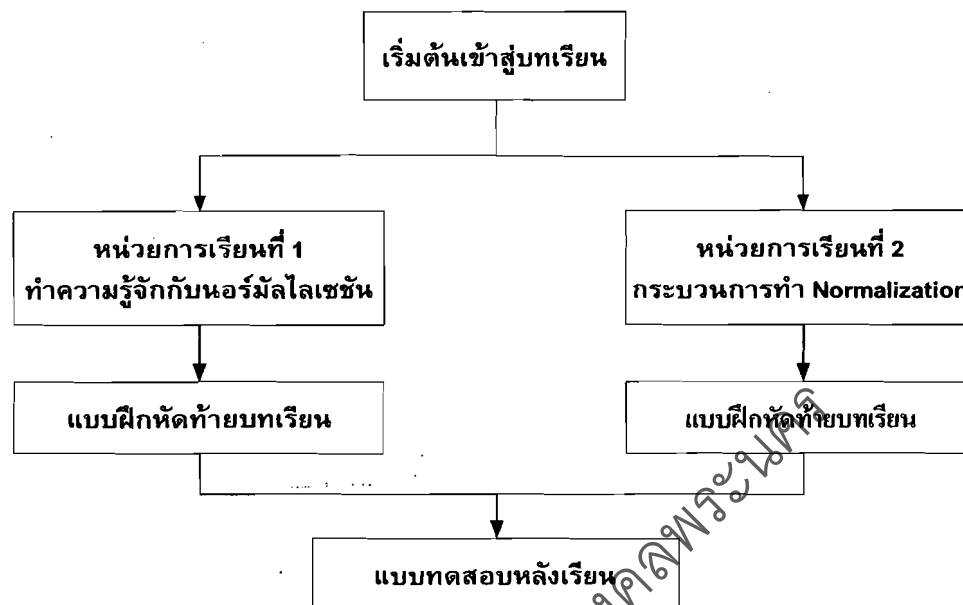 เริ่มต้นเข้าสู่บทเรียน
หน่วยการเรียนที่ 1
ทำความรู้จักกับนอร์มัลไลเซชัน
หน่วยการเรียนที่ 2
กระบวนการทำ Normalization
แบบฝึกหัดท้ายบทเรียน
แบบฝึกหัดท้ายบทเรียน
แบบทดสอบหลังเรียน